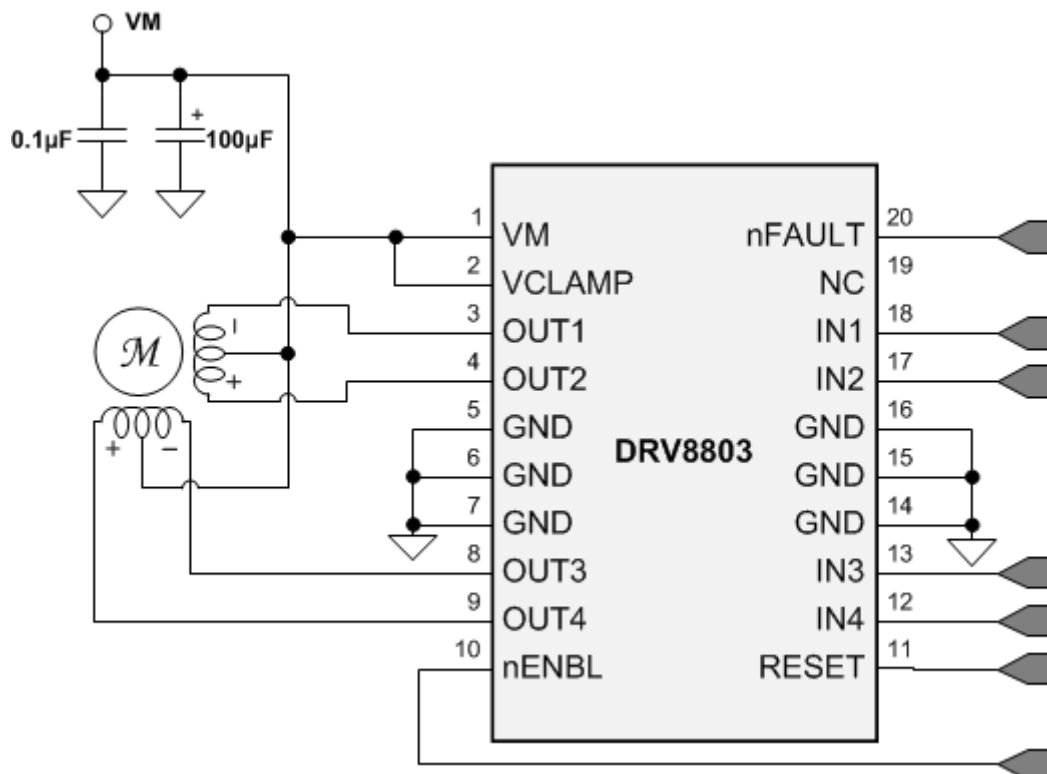 VM
+
0.1µF
100µF
1
VM
nFAULT
20
2
VCLAMP
NC
19
3
OUT1
IN1
18
4
OUT2
IN2
17
5
GND
GND
16
6
GND
DRV8803
GND
15
7
GND
GND
14
8
OUT3
IN3
13
9
OUT4
IN4
12
10
nENBL
RESET
11
M
−
+
+
−